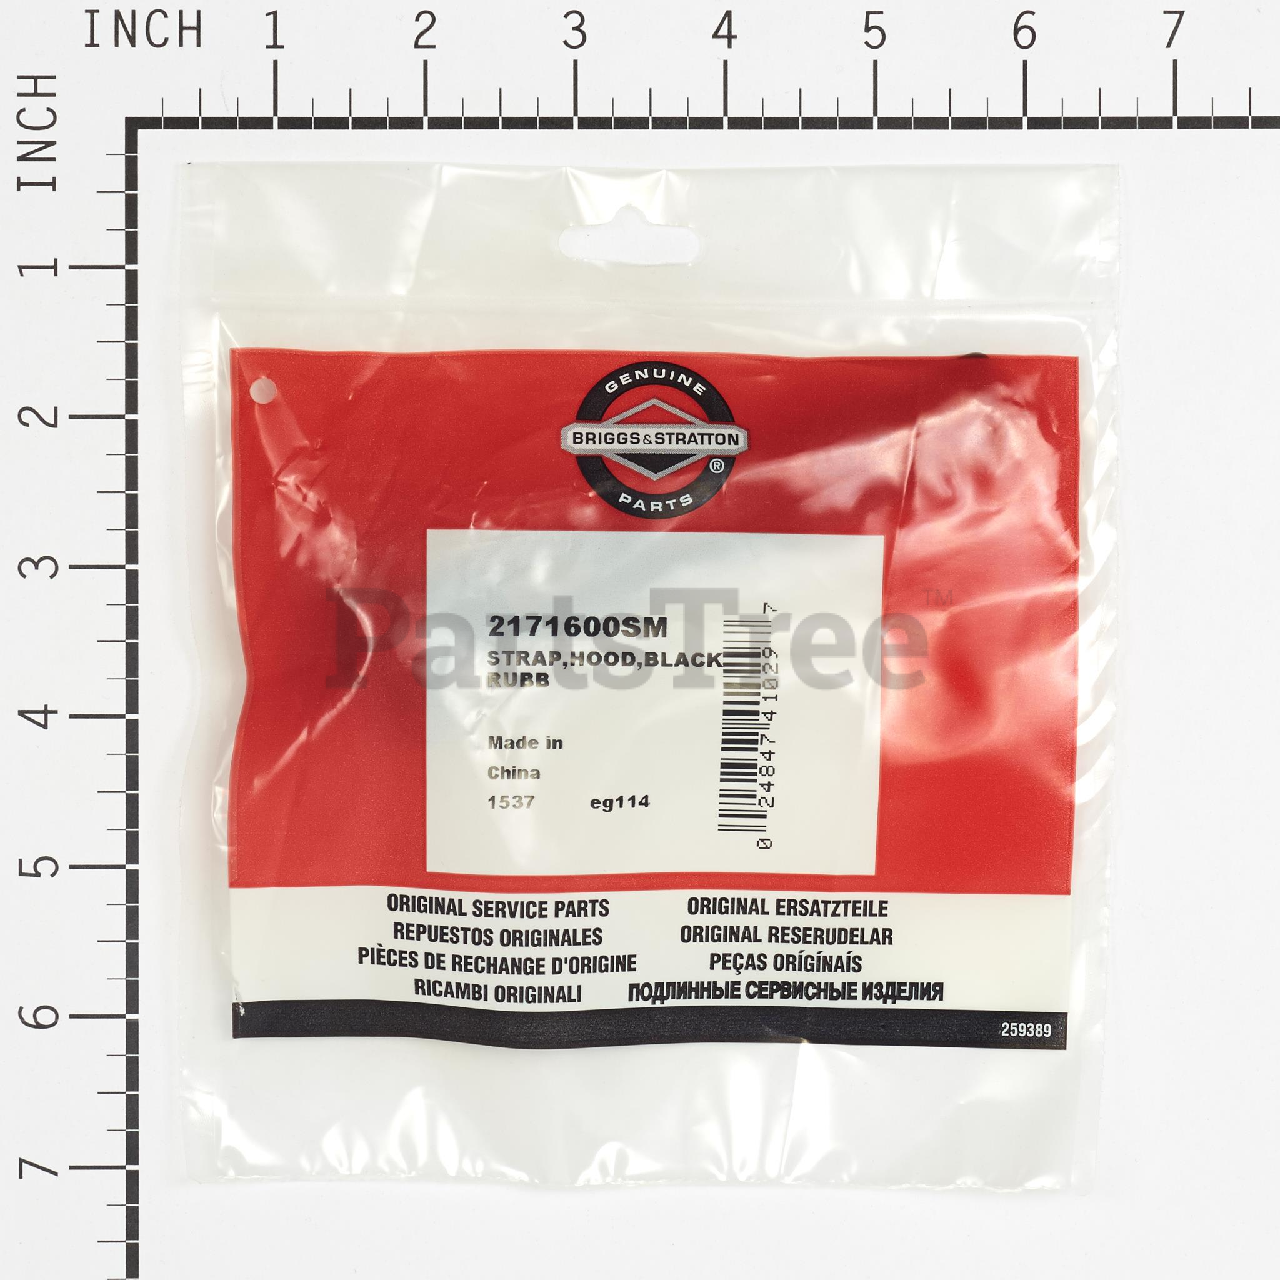 INCH 1 2 3 4 5 6 7
INCH
1
2
3
4
5
6
7
GENUINE
BRIGGS & STRATTON
®
PARTS
PartsTree™
2171600SM
STRAP,HOOD,BLACK
RUBB
Made in
China
1537 eg114
0 24847 41029 7
ORIGINAL SERVICE PARTS
REPUESTOS ORIGINALES
PIÈCES DE RECHANGE D'ORIGINE
RICAMBI ORIGINALI
ORIGINAL ERSATZTEILE
ORIGINAL RESERUDELAR
PEÇAS ORÍGÍNAÍS
ПОДЛИННЫЕ СЕРВИСНЫЕ ИЗДЕЛИЯ
259389